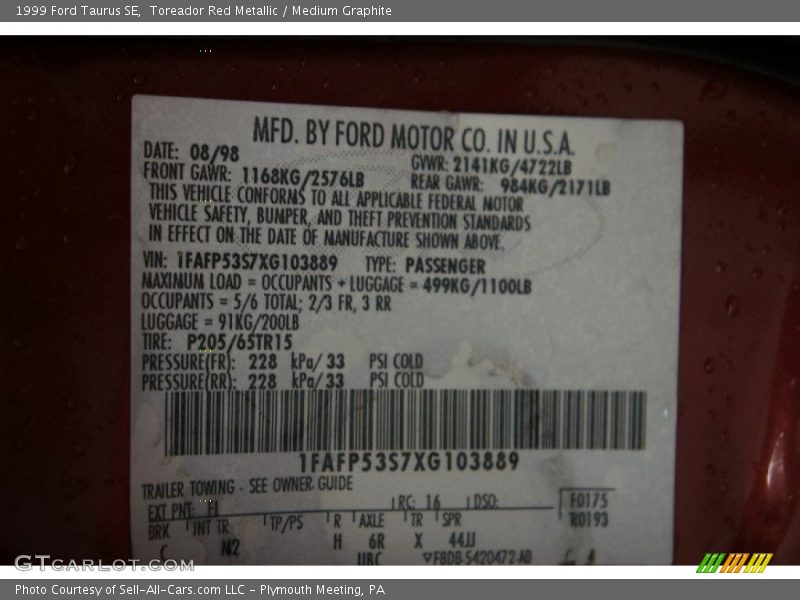 1999 Ford Taurus SE, Toreador Red Metallic / Medium Graphite
MFD. BY FORD MOTOR CO. IN U.S.A.
DATE: 08/98 GVWR: 2141KG/4722LB
FRONT GAWR: 1168KG/2576LB REAR GAWR: 984KG/2171LB
THIS VEHICLE CONFORMS TO ALL APPLICABLE FEDERAL MOTOR
VEHICLE SAFETY, BUMPER, AND THEFT PREVENTION STANDARDS
IN EFFECT ON THE DATE OF MANUFACTURE SHOWN ABOVE.
VIN: 1FAFP53S7XG103889 TYPE: PASSENGER
MAXIMUM LOAD = OCCUPANTS + LUGGAGE = 499KG/1100LB
OCCUPANTS = 5/6 TOTAL; 2/3 FR, 3 RR
LUGGAGE = 91KG/200LB
TIRE: P205/65TR15
PRESSURE(FR): 228 kPa/ 33 PSI COLD
PRESSURE(RR): 228 kPa/ 33 PSI COLD
1FAFP53S7XG103889
TRAILER TOWING - SEE OWNER GUIDE
EXT PNT: RC: 16 DSO: F0175
BRK INT TR TP/PS R AXLE TR SPR R0193
M2 H 6R X 44JJ
UBC ▽F8DB-5420472-AB
GTCarLot.com
Photo Courtesy of Sell-All-Cars.com LLC - Plymouth Meeting, PA